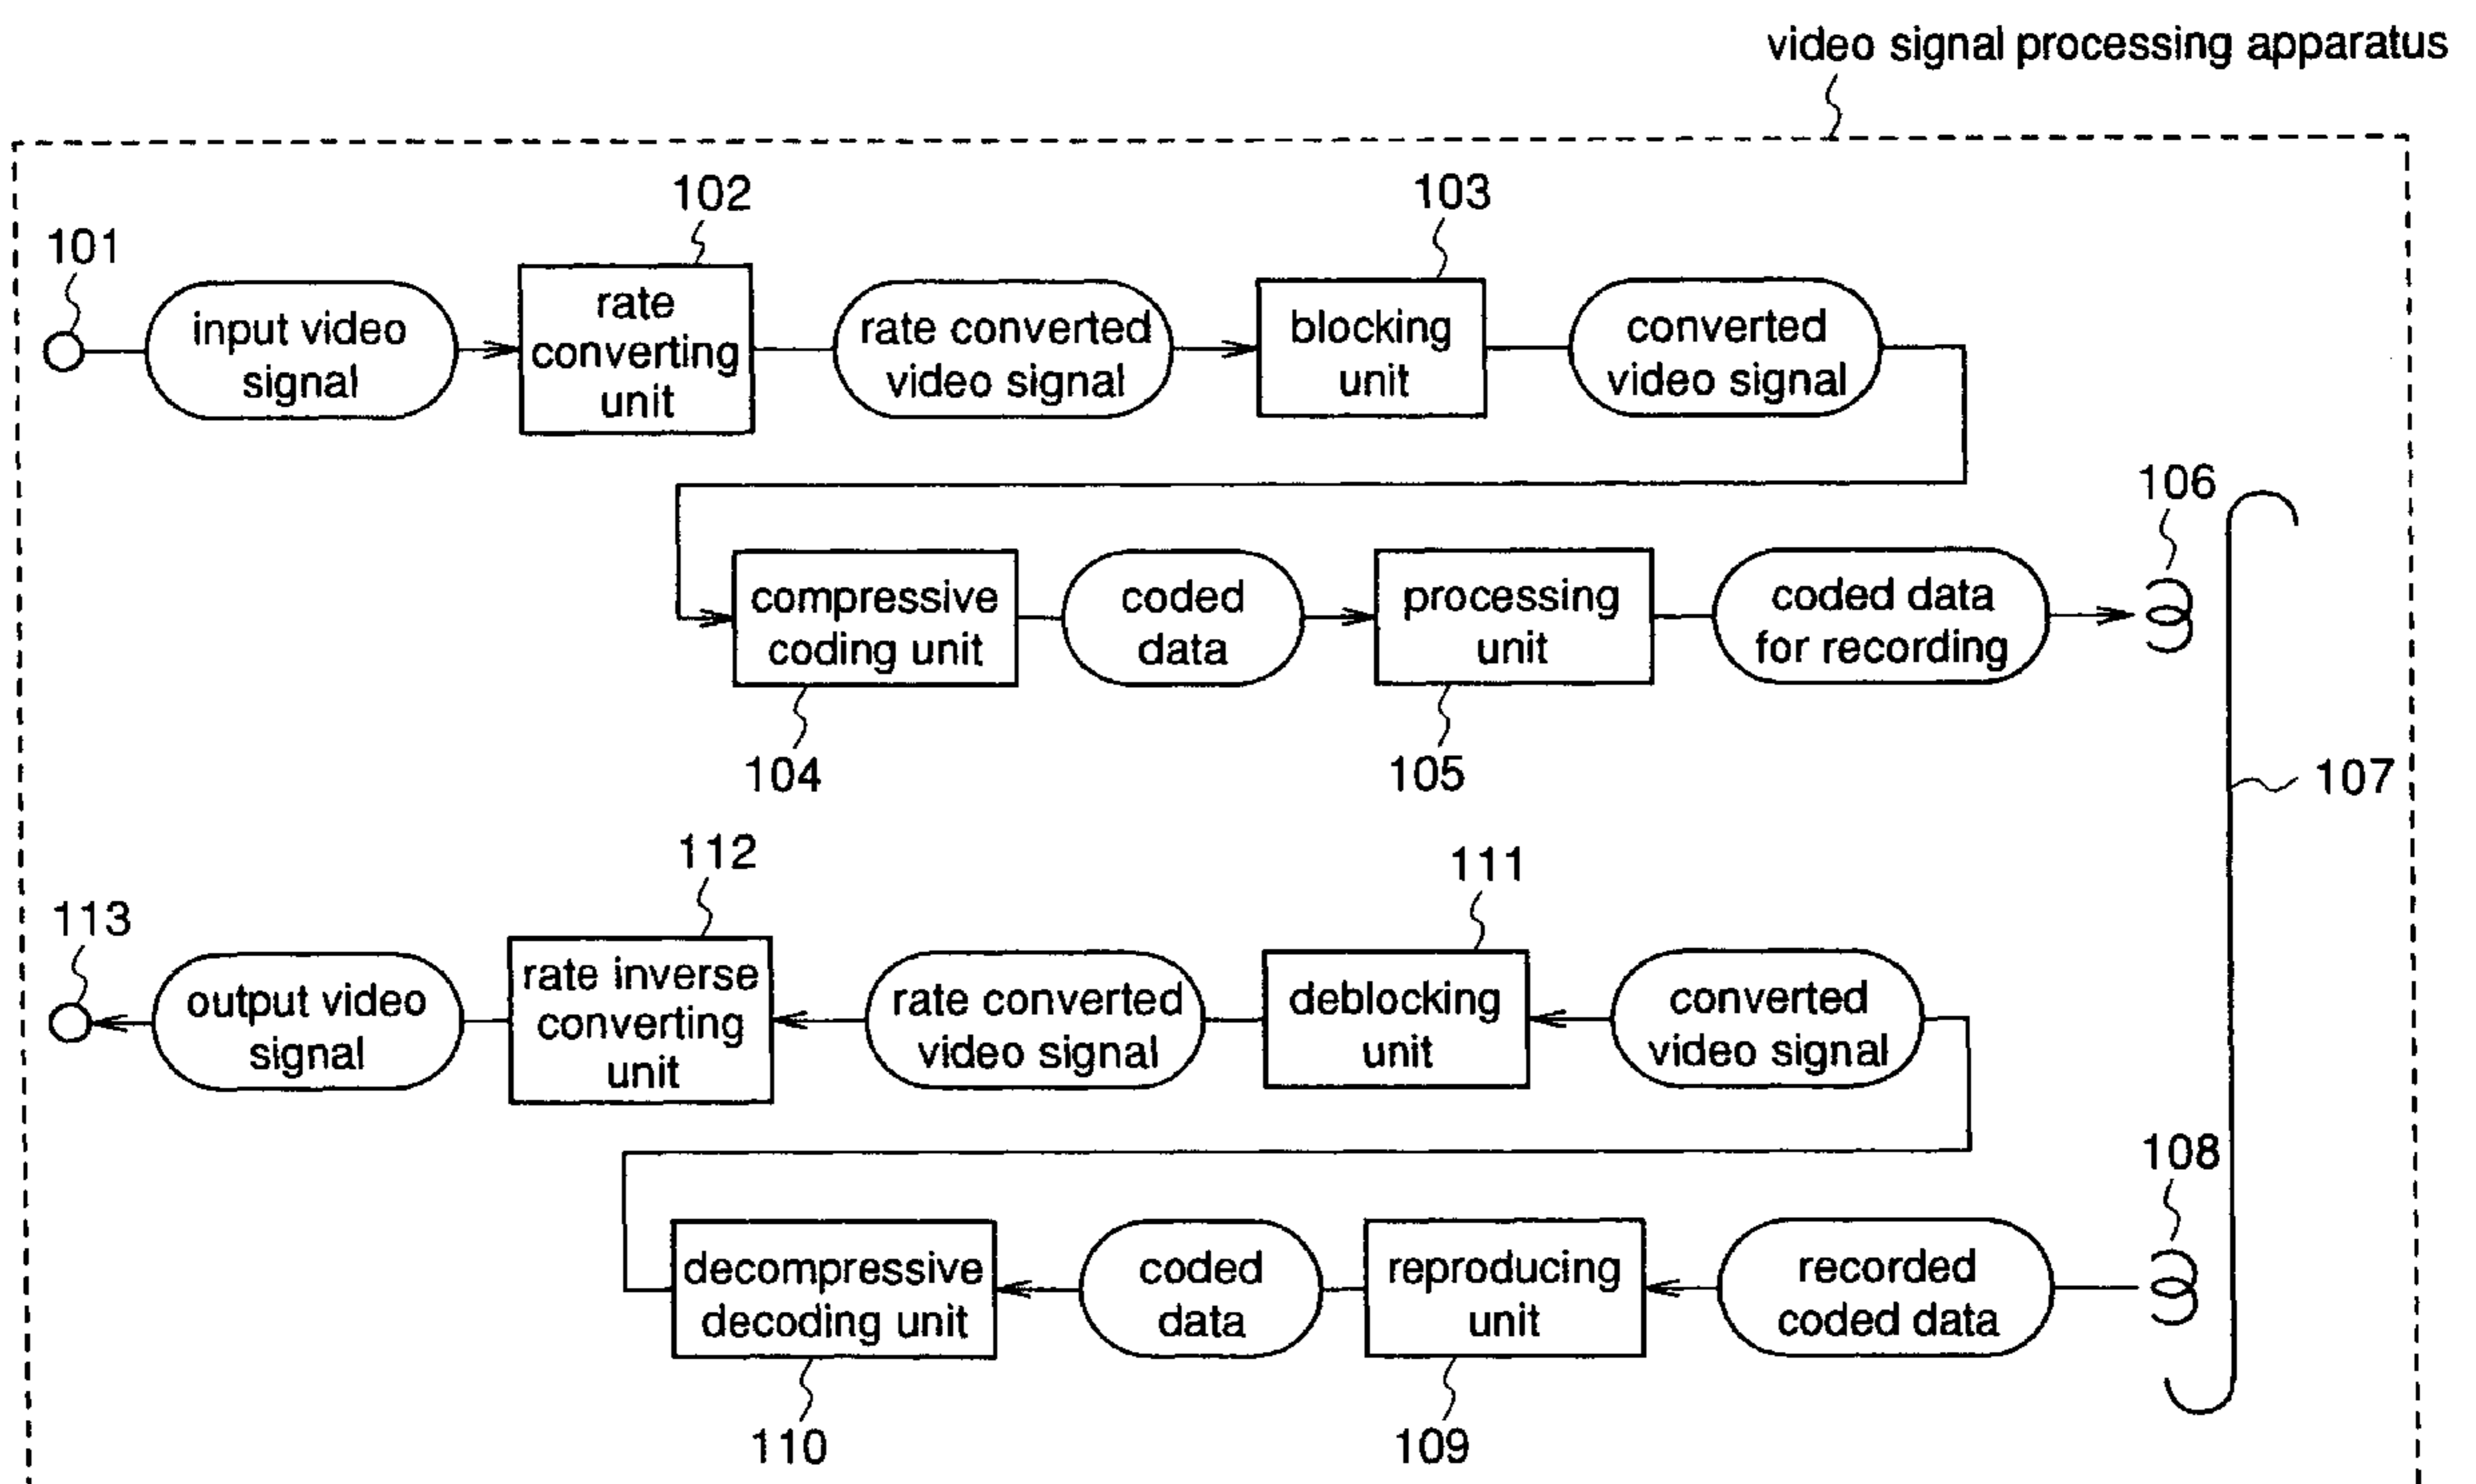 video signal processing apparatus
102
103
101
rate
converting
unit
input video
signal
rate converted
video signal
blocking
unit
converted
video signal
106
compressive
coding unit
coded
data
processing
unit
coded data
for recording
104
105
107
112
111
113
rate inverse
converting
unit
output video
signal
rate converted
video signal
deblocking
unit
converted
video signal
108
decompressive
decoding unit
coded
data
reproducing
unit
recorded
coded data
110
109